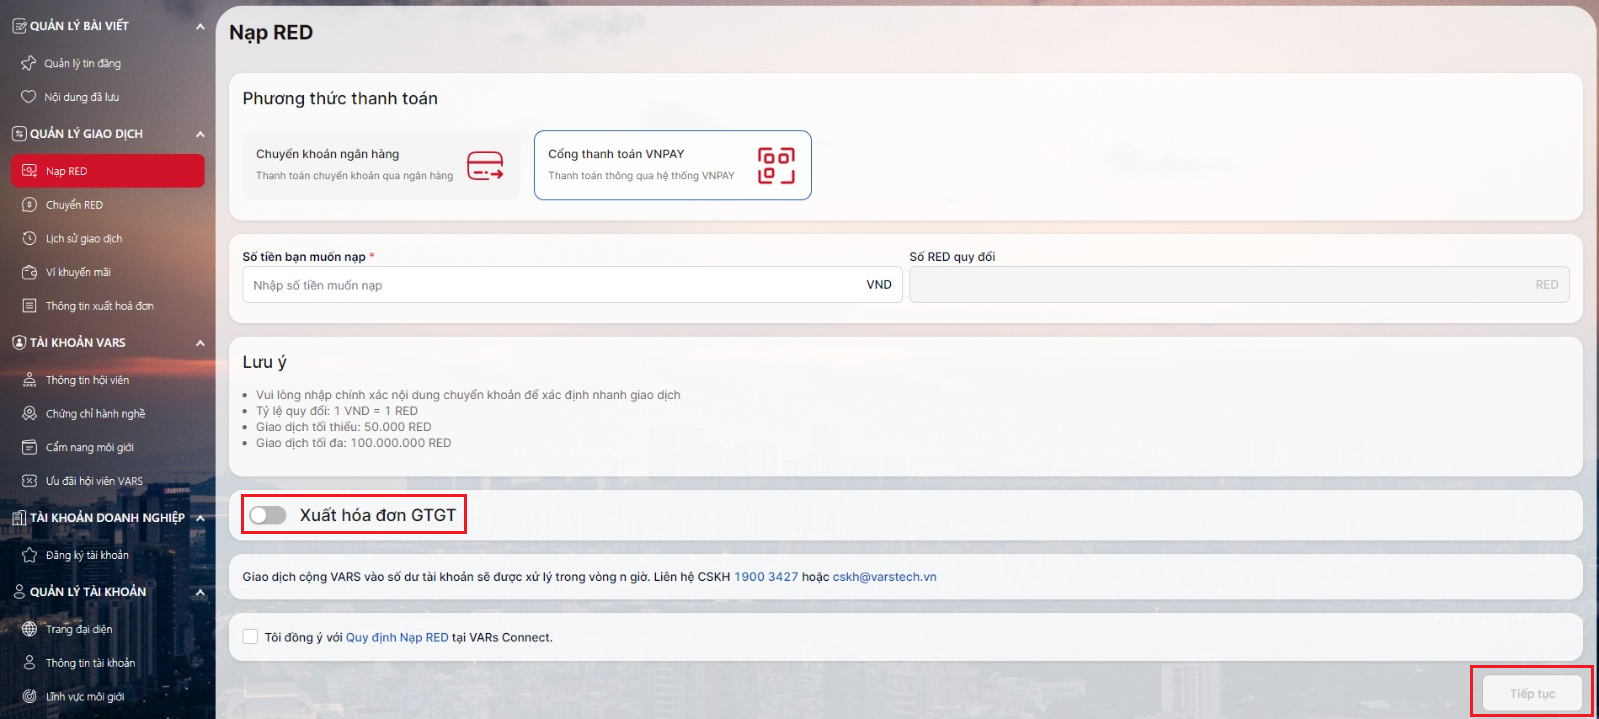 QUẢN LÝ BÀI VIẾT
Quản lý tin đăng
Nội dung đã lưu
QUẢN LÝ GIAO DỊCH
Nạp RED
Chuyển RED
Lịch sử giao dịch
Ví khuyến mãi
Thông tin xuất hoá đơn
TÀI KHOẢN VARS
Thông tin hội viên
Chứng chỉ hành nghề
Cẩm nang môi giới
Ưu đãi hội viên VARS
TÀI KHOẢN DOANH NGHIỆP
Đăng ký tài khoản
QUẢN LÝ TÀI KHOẢN
Trang đại diện
Thông tin tài khoản
Lĩnh vực môi giới
Nạp RED
Phương thức thanh toán
Chuyển khoản ngân hàng
Thanh toán chuyển khoản qua ngân hàng
Cổng thanh toán VNPAY
Thanh toán thông qua hệ thống VNPAY
Số tiền bạn muốn nạp *
Nhập số tiền muốn nạp VND
Số RED quy đổi
RED
Lưu ý
• Vui lòng nhập chính xác nội dung chuyển khoản để xác định nhanh giao dịch
• Tỷ lệ quy đổi: 1 VND = 1 RED
• Giao dịch tối thiểu: 50.000 RED
• Giao dịch tối đa: 100.000.000 RED
Xuất hóa đơn GTGT
Giao dịch cộng VARS vào số dư tài khoản sẽ được xử lý trong vòng n giờ. Liên hệ CSKH 1900 3427 hoặc cskh@varstech.vn
Tôi đồng ý với Quy định Nạp RED tại VARs Connect.
Tiếp tục